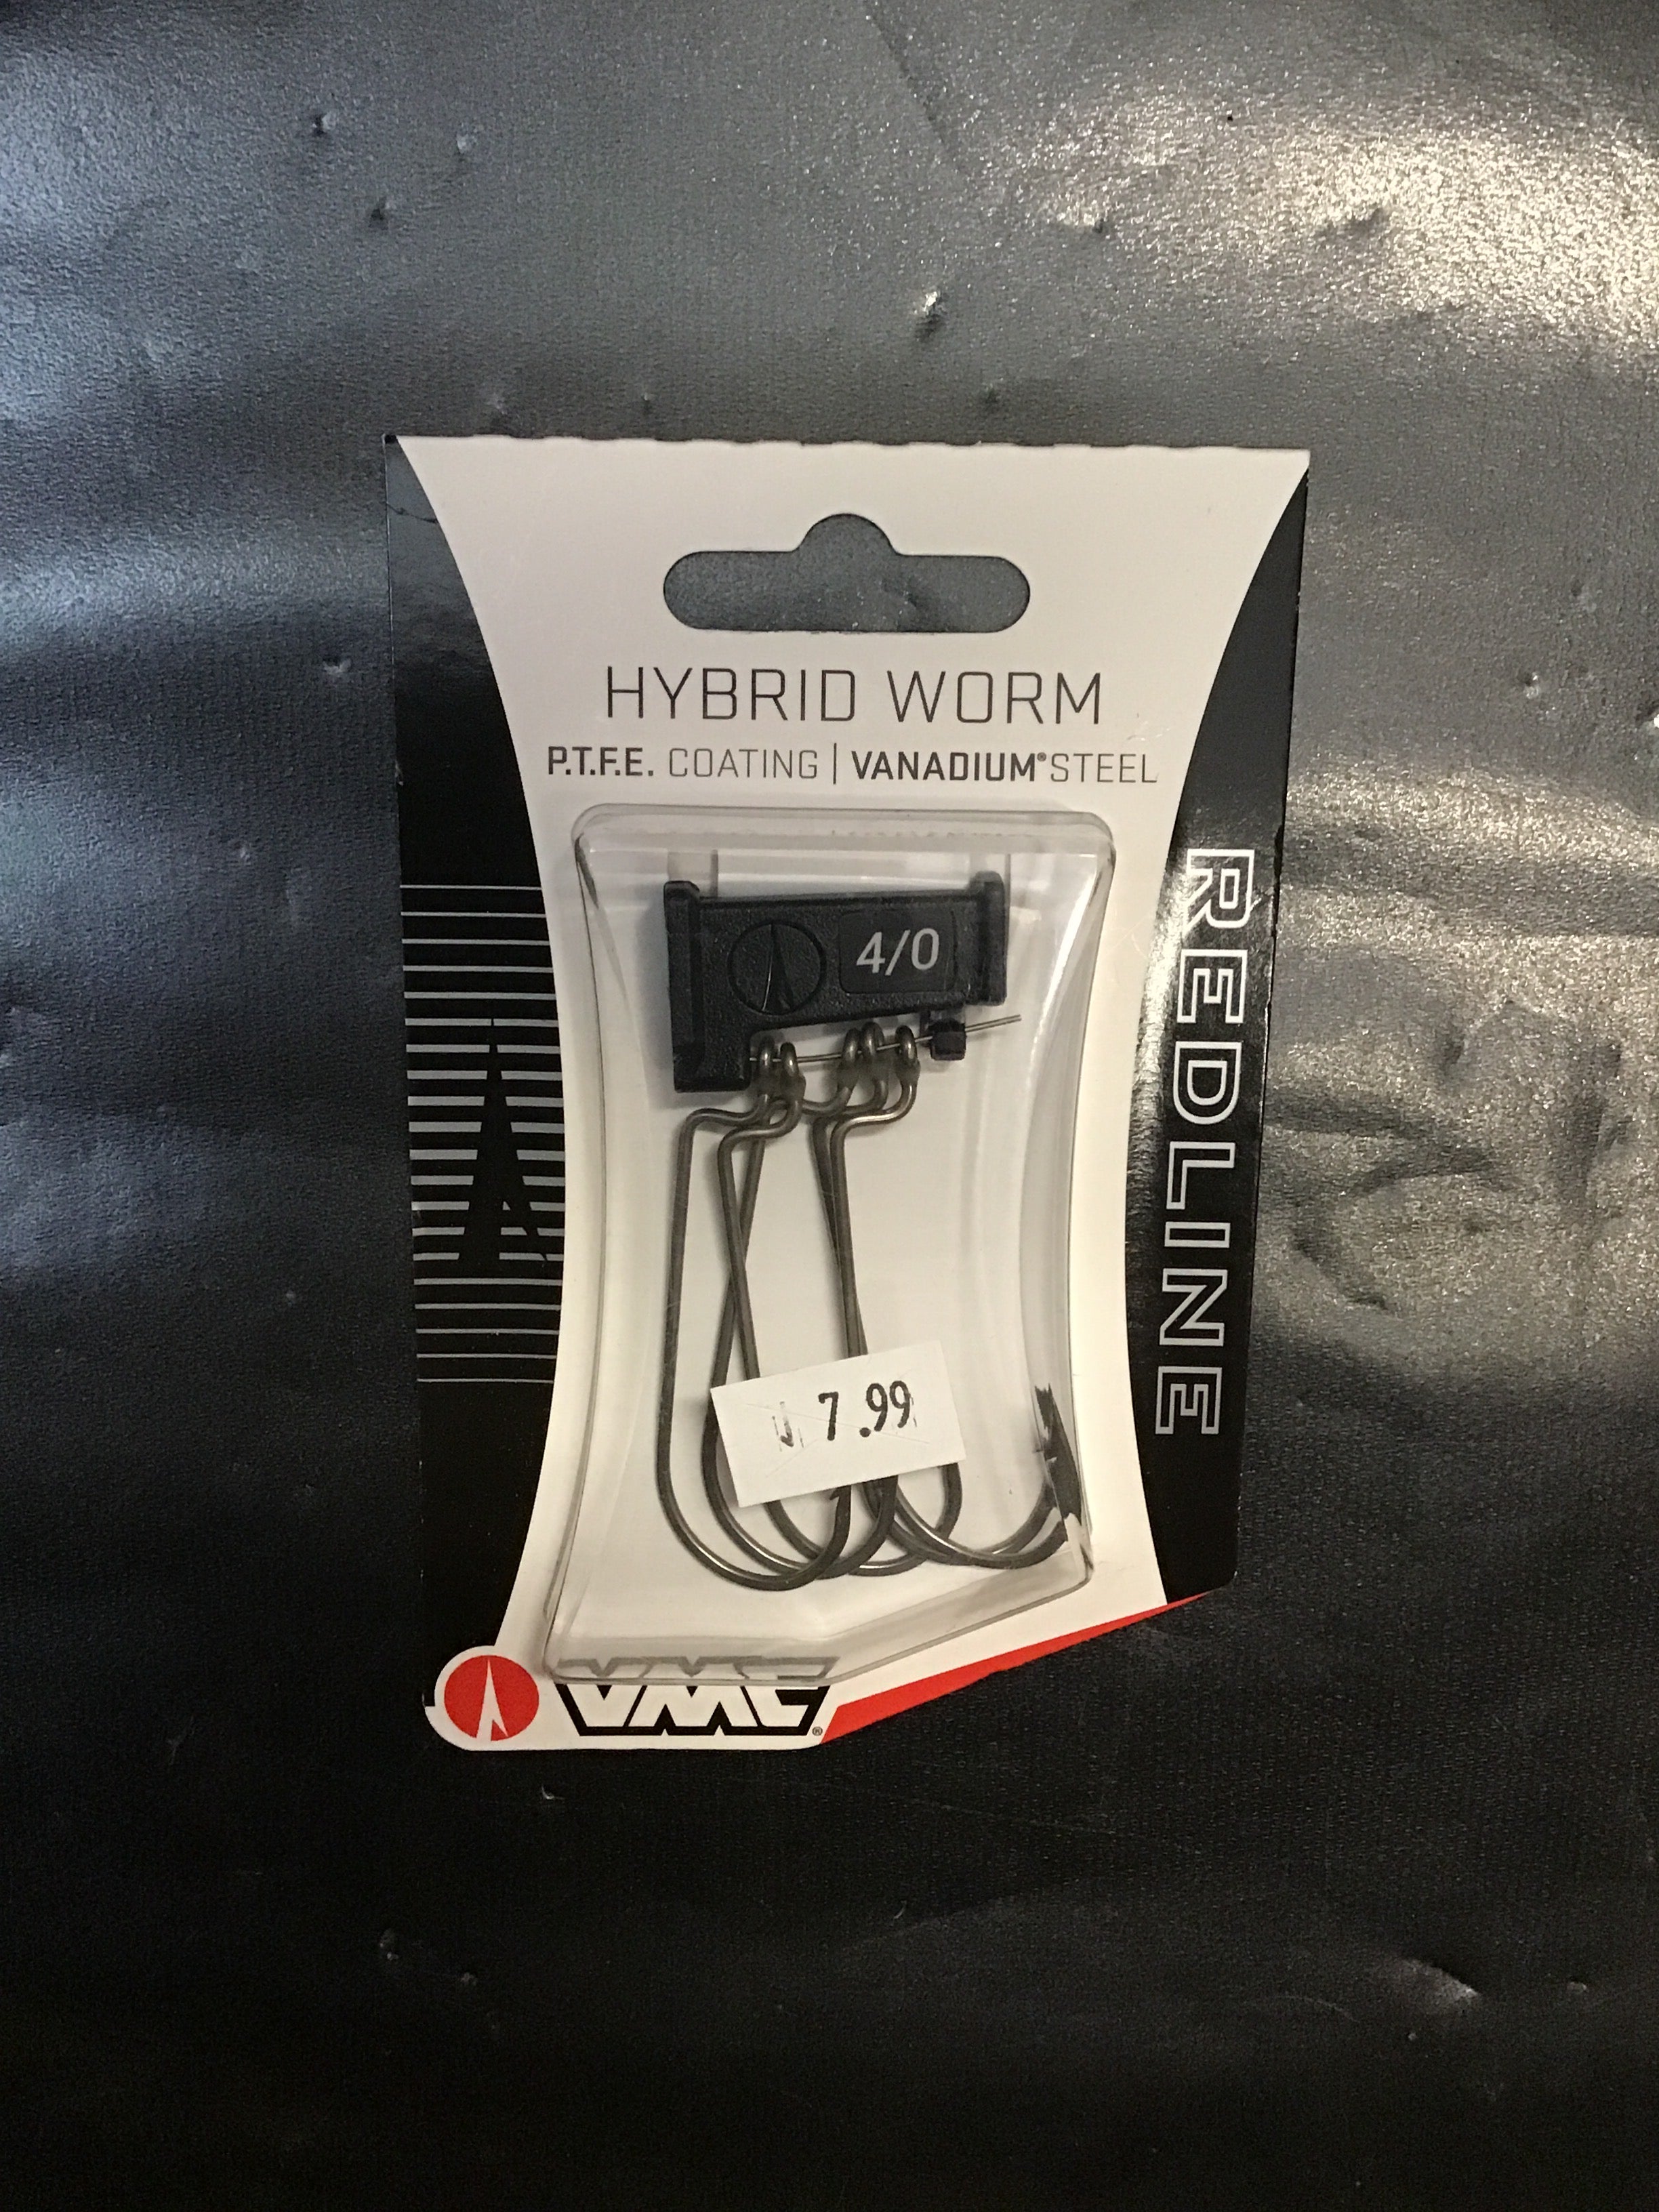 HYBRID WORM
P.T.F.E. COATING | VANADIUM® STEEL
4/0
REDLINE
7.99
VMC®